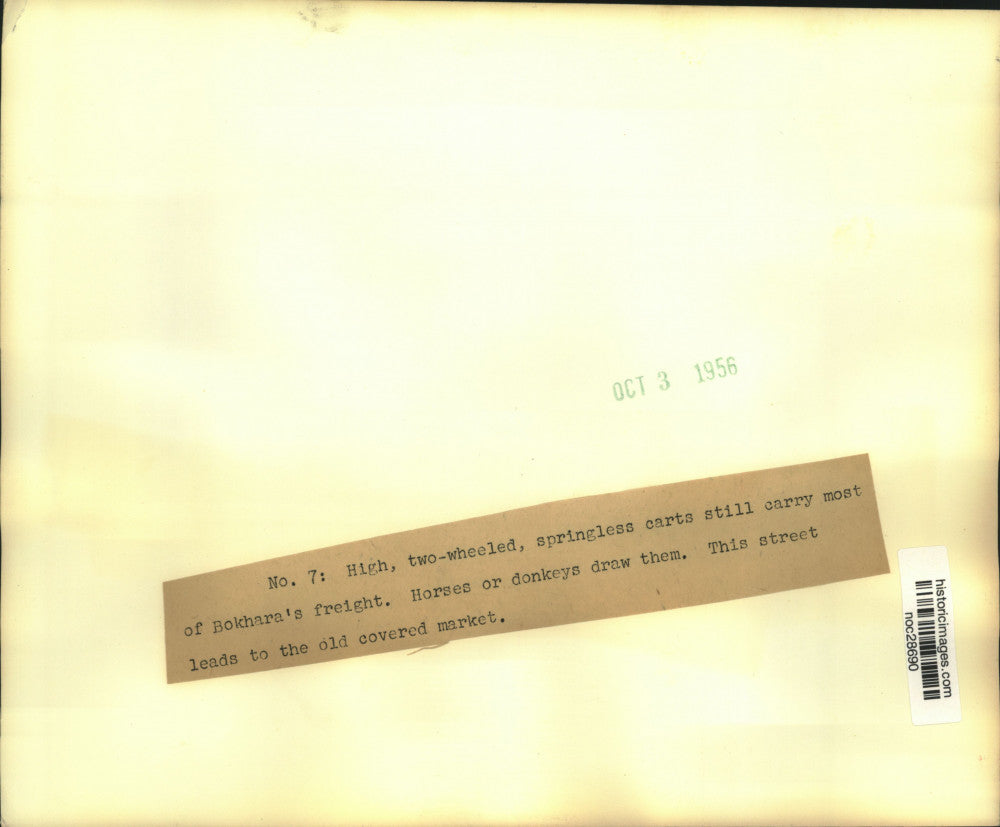 OCT 3 1956
No. 7: High, two-wheeled, springless carts still carry most
of Bokhara's freight. Horses or donkeys draw them. This street
leads to the old covered market.
historicimages.com
noc28690